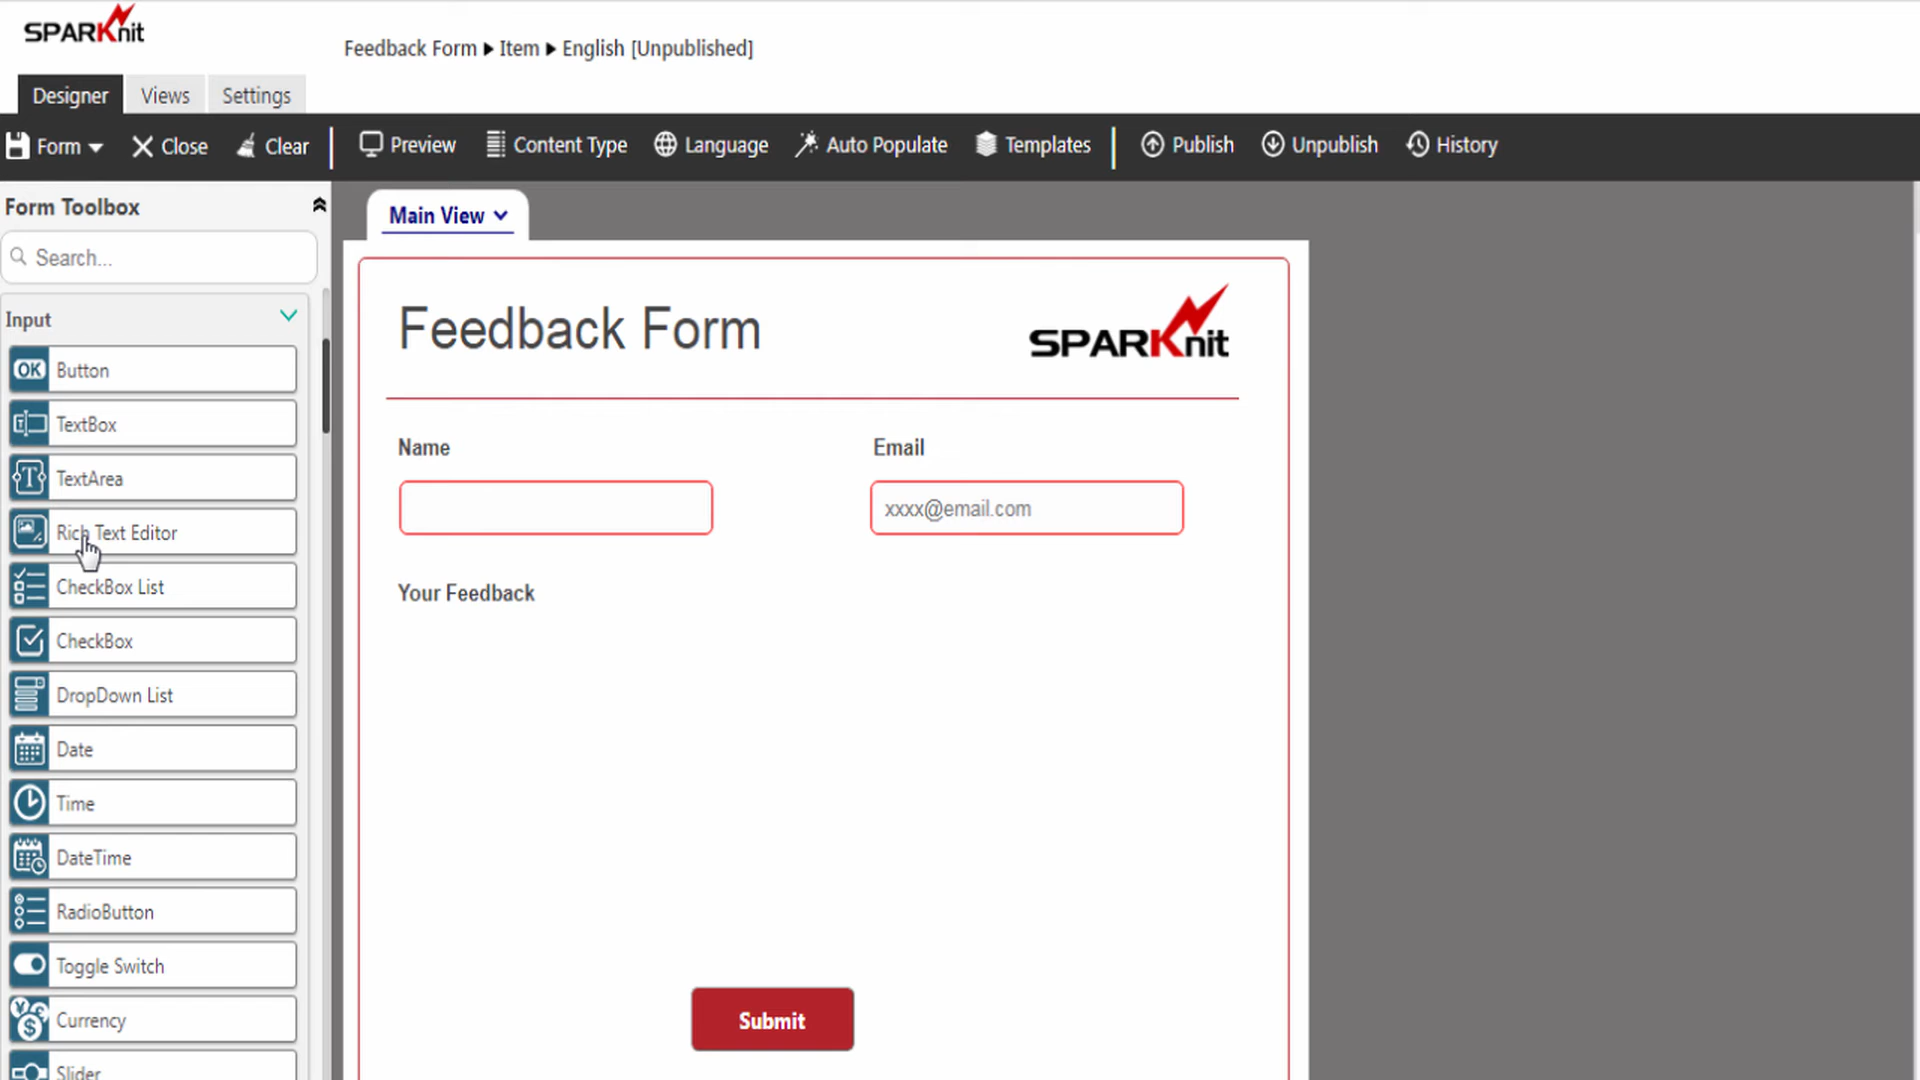 SPARKnit
Feedback Form ▸ Item ▸ English [Unpublished]
Designer Views Settings
Form Close Clear Preview Content Type Language Auto Populate Templates Publish Unpublish History
Form Toolbox
Search...
Input
OK Button
TextBox
TextArea
Rich Text Editor
CheckBox List
CheckBox
DropDown List
Date
Time
DateTime
RadioButton
Toggle Switch
Currency
Slider
Main View
Feedback Form
SPARKnit
Name Email
xxxx@email.com
Your Feedback
Submit